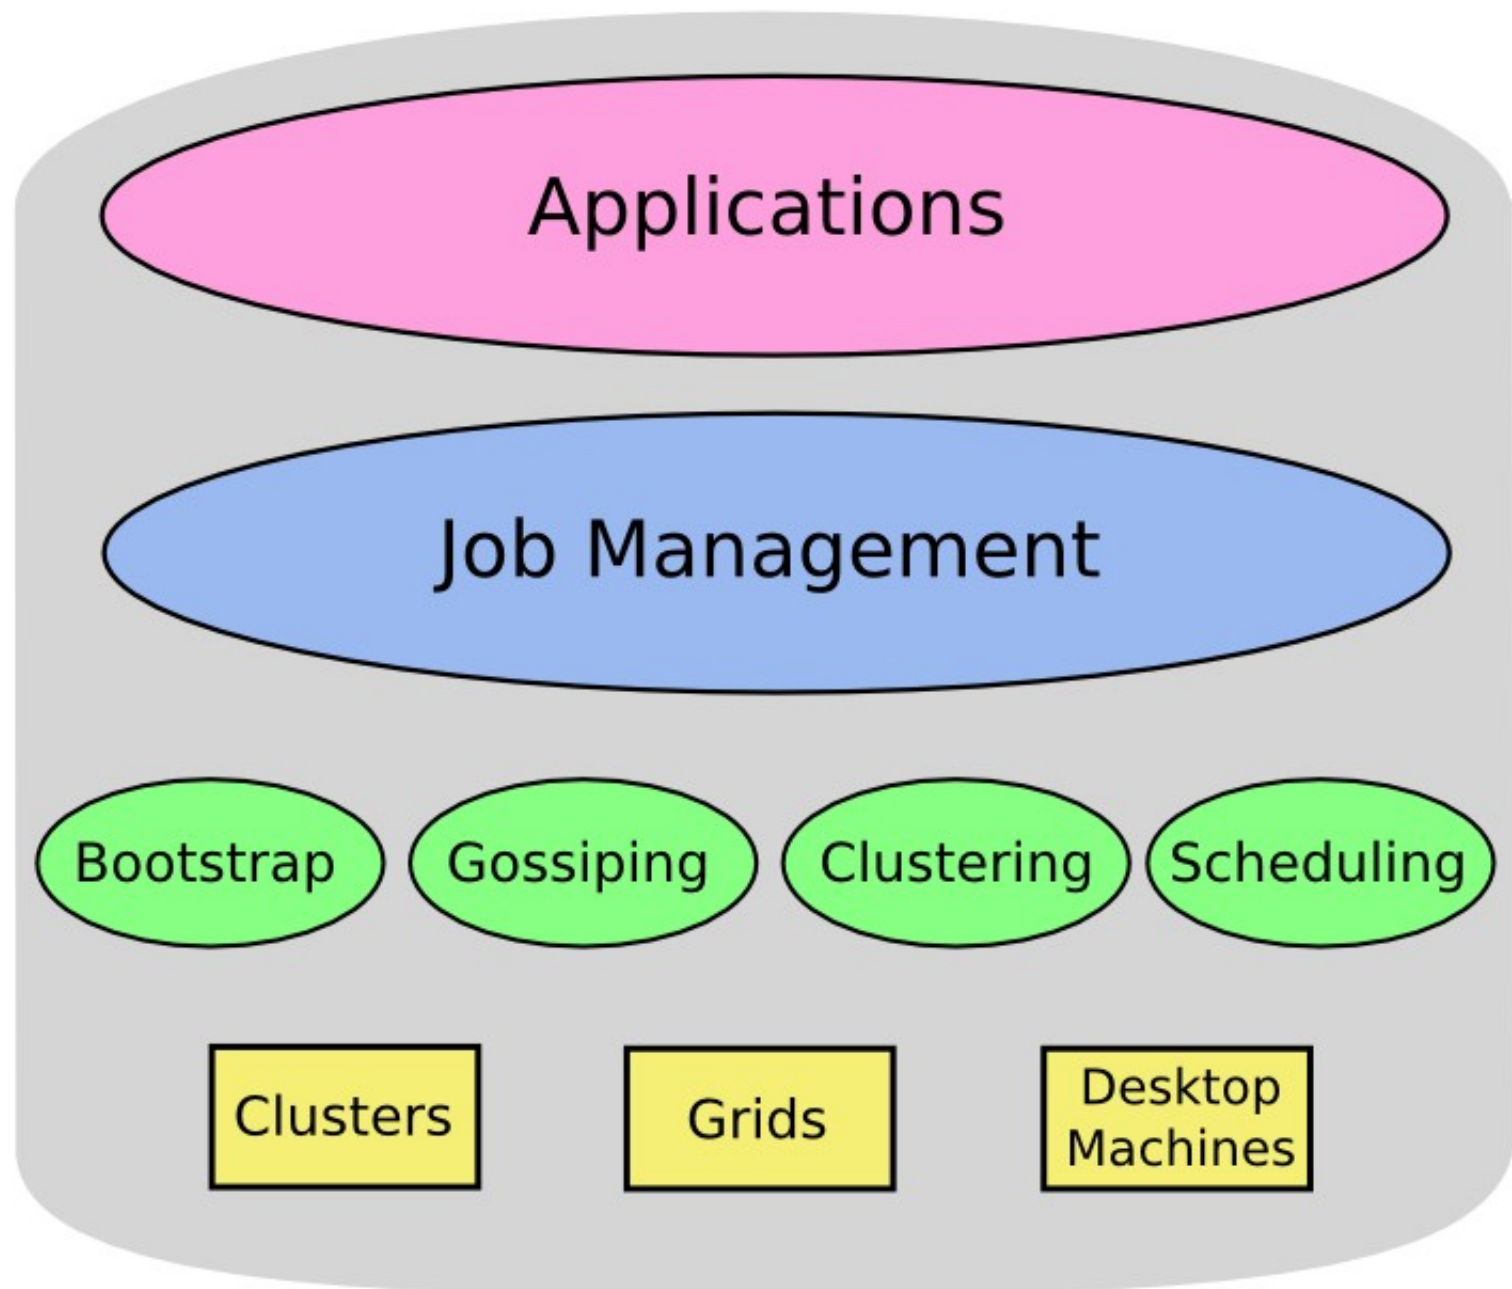 Applications
Job Management
Bootstrap Gossiping Clustering Scheduling
Clusters Grids Desktop
Machines